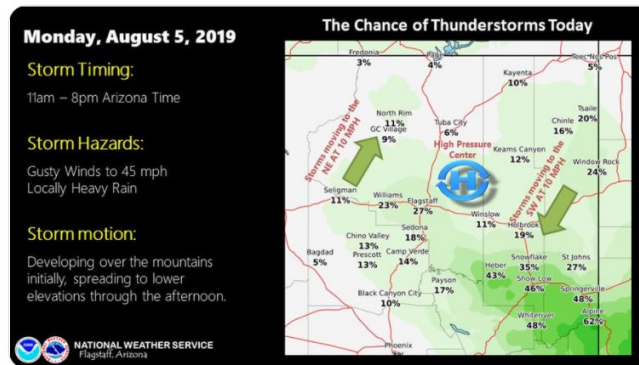 Monday, August 5, 2019
Storm Timing:
11am – 8pm Arizona Time
Storm Hazards:
Gusty Winds to 45 mph
Locally Heavy Rain
Storm motion:
Developing over the mountains
initially, spreading to lower
elevations through the afternoon.
NATIONAL WEATHER SERVICE
Flagstaff, Arizona
The Chance of Thunderstorms Today
Fredonia
3%
4%
Kayenta
10%
Teec Nos Pos
5%
North Rim
11%
GC Village
9%
Tuba City
6%
Tsaile
20%
Chinle
16%
Storms moving to the
NE AT 10 MPH
High Pressure
Center
H
Keams Canyon
12%
Window Rock
24%
Storms moving to the
SW AT 10 MPH
Seligman
11%
Williams
23%
Flagstaff
27%
Winslow
11%
Holbrook
19%
Sedona
18%
Chino Valley
13%
Prescott
13%
Camp Verde
14%
Bagdad
5%
Snowflake
35%
St Johns
27%
Heber
43%
Show Low
46%
Payson
17%
Black Canyon City
10%
Springerville
48%
Whiteriver
48%
Alpine
62%
Phoenix